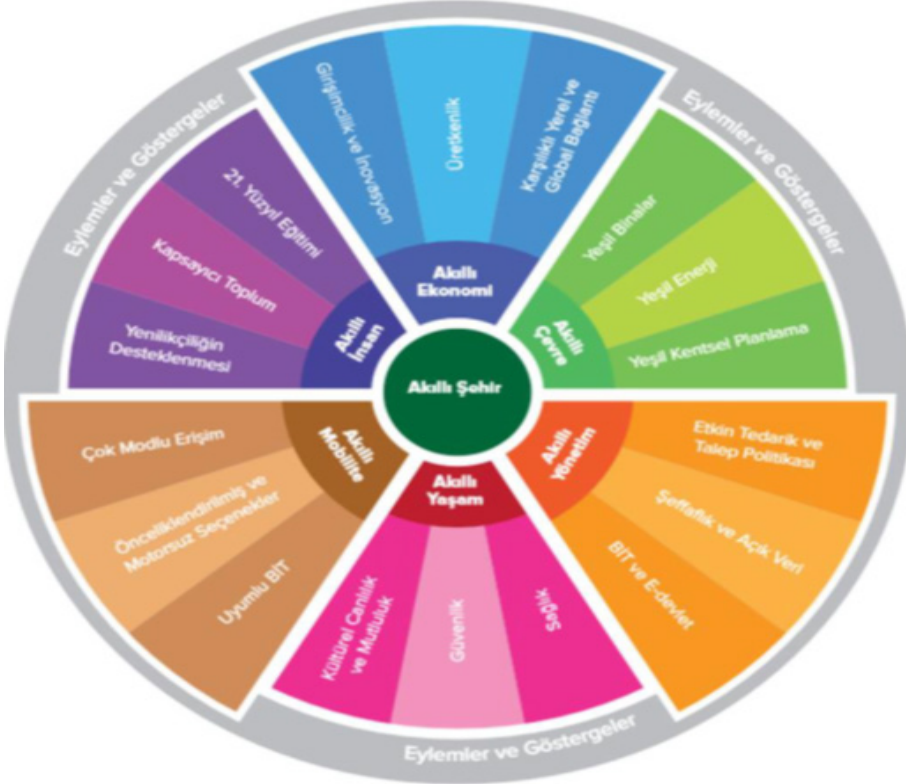 Eylemler ve Göstergeler
Eylemler ve Göstergeler
Eylemler ve Göstergeler
Akıllı Şehir
Akıllı
Ekonomi
Girişimcilik ve İnovasyon
Üretkenlik
Karşılıklı Yerel ve
Global Bağlantı
Akıllı
Çevre
Yeşil Binalar
Yeşil Enerji
Yeşil Kentsel Planlama
Akıllı
Yönetim
Etkin Tedarik ve
Talep Politikası
Şeffaflık ve Açık Veri
BİT ve E-devlet
Akıllı
Yaşam
Sağlık
Güvenlik
Kültürel Canlılık
ve Mutluluk
Akıllı
Mobilite
Uyumlu BİT
Önceliklendirilmiş ve
Motorsuz Seçenekler
Çok Modlu Erişim
Akıllı
İnsan
Yenilikçiliğin
Desteklenmesi
Kapsayıcı Toplum
21. Yüzyıl Eğitimi